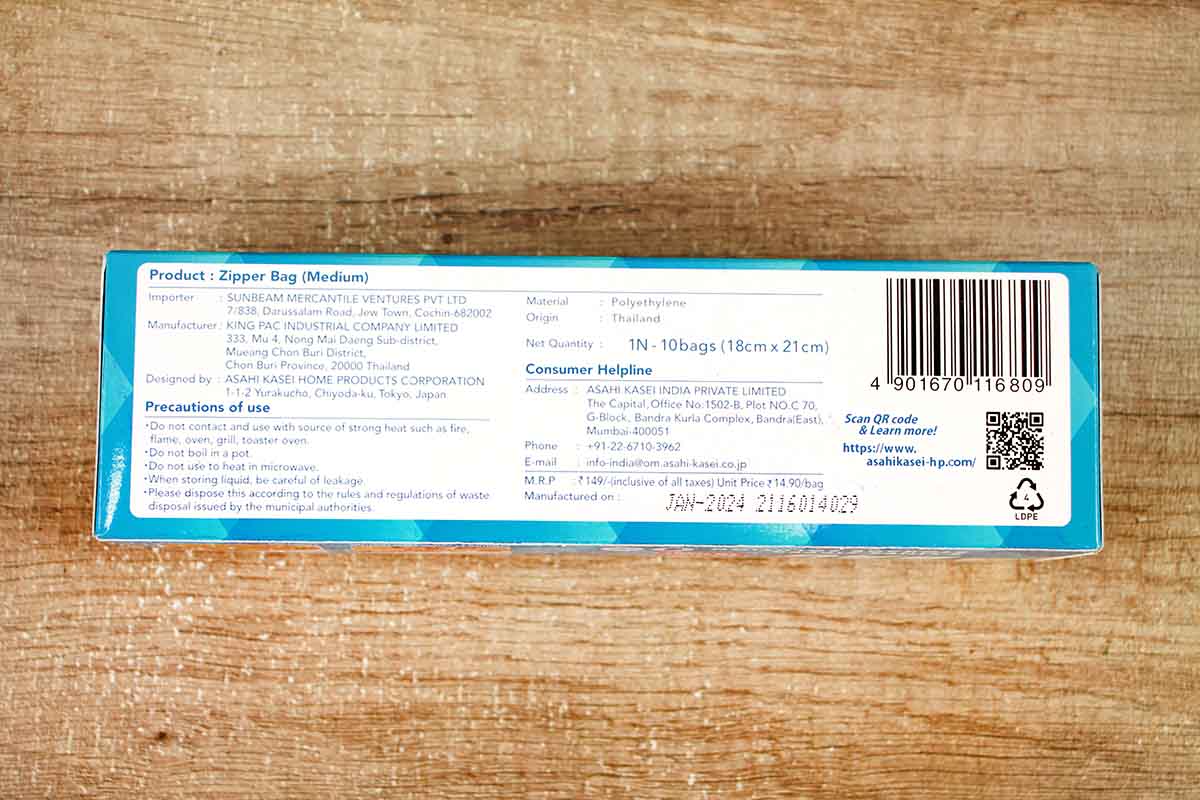 Product : Zipper Bag (Medium)
Importer : SUNBEAM MERCANTILE VENTURES PVT LTD
7/838, Darussalam Road, Jew Town, Cochin-682002
Manufacturer : KING PAC INDUSTRIAL COMPANY LIMITED
333, Mu 4, Nong Mai Daeng Sub-district,
Mueang Chon Buri District,
Chon Buri Province, 20000 Thailand
Designed by : ASAHI KASEI HOME PRODUCTS CORPORATION
1-1-2 Yurakucho, Chiyoda-ku, Tokyo, Japan.
Precautions of use
・Do not contact and use with source of strong heat such as fire,
flame, oven, grill, toaster oven.
・Do not boil in a pot.
・Do not use to heat in microwave.
・When storing liquid, be careful of leakage.
・Please dispose this according to the rules and regulations of waste
disposal issued by the municipal authorities.
Material : Polyethylene
Origin : Thailand
Net Quantity : 1N - 10bags (18cm x 21cm)
Consumer Helpline
Address : ASAHI KASEI INDIA PRIVATE LIMITED
The Capital, Office No.1502-B, Plot NO.C 70,
G-Block, Bandra Kurla Complex, Bandra(East),
Mumbai-400051
Phone : +91-22-6710-3962
E-mail : info-india@om.asahi-kasei.co.jp
M.R.P : ₹149/-(inclusive of all taxes) Unit Price ₹14.90/bag
Manufactured on : JAN-2024 2116014029
4 901670 116809
Scan QR code
& Learn more!
https://www.
asahikasei-hp.com/
4
LDPE